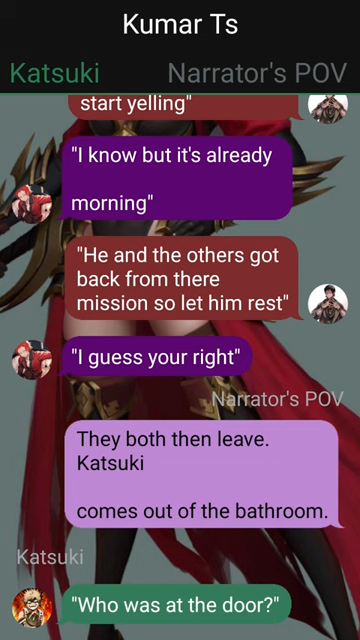 Kumar Ts
Katsuki
Narrator's POV
start yelling"
"I know but it's already
morning"
"He and the others got
back from there
mission so let him rest"
"I guess your right"
Narrator's POV
They both then leave.
Katsuki
comes out of the bathroom.
Katsuki
"Who was at the door?"